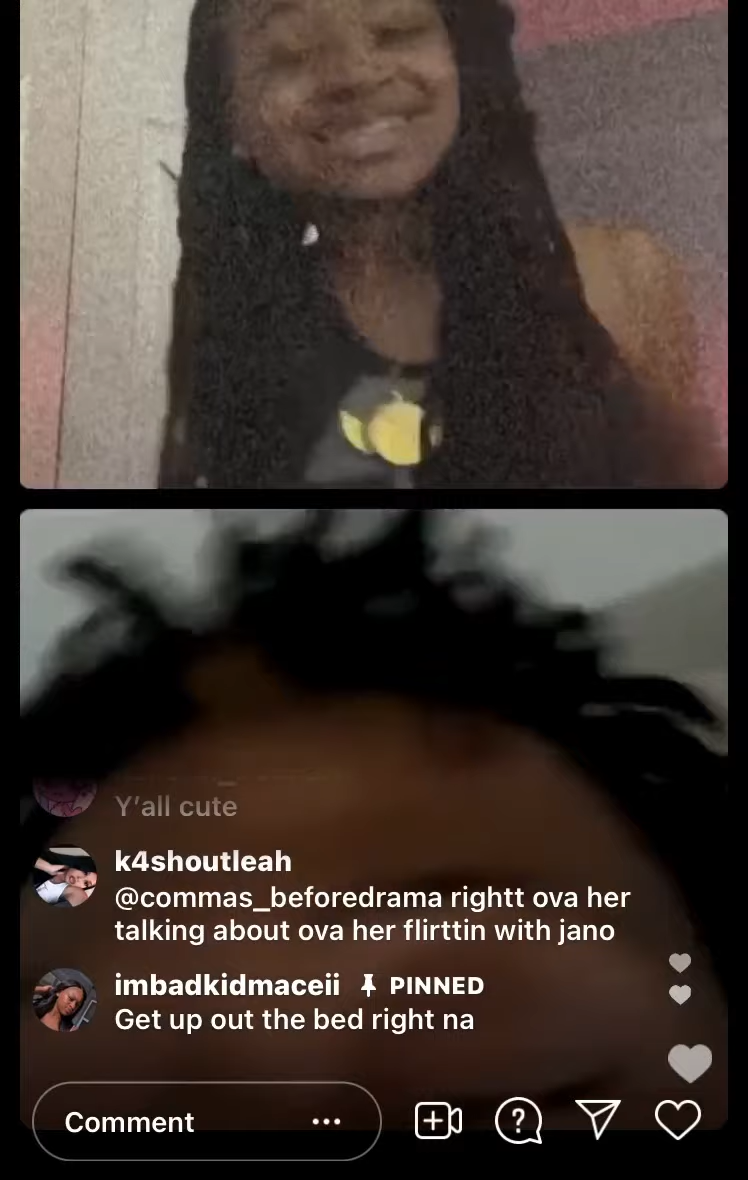 Y'all cute
k4shoutleah
@commas_beforedrama rightt ova her
talking about ova her flirttin with jano
imbadkidmaceii PINNED
Get up out the bed right na
Comment